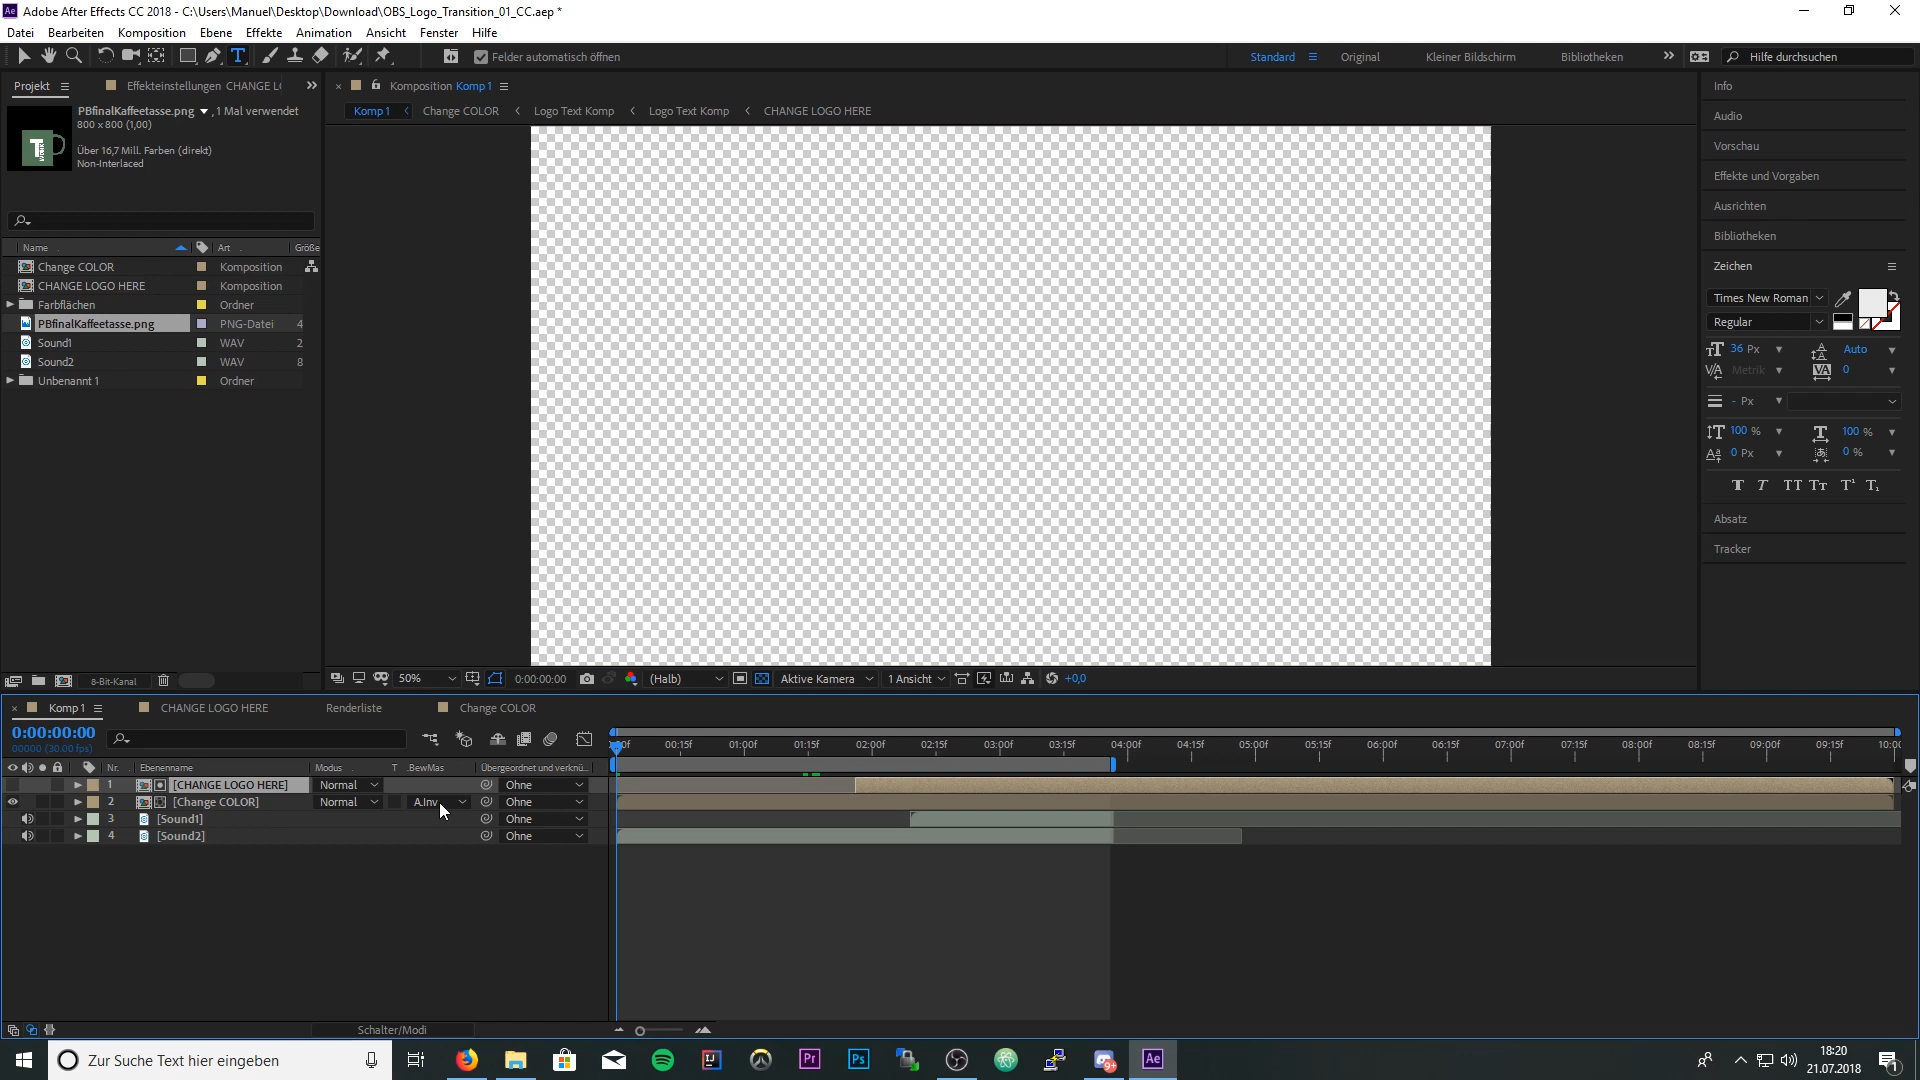 Adobe After Effects CC 2018 - C:\Users\Manuel\Desktop\Download\OBS_Logo_Transition_01_CC.aep *
Datei Bearbeiten Komposition Ebene Effekte Animation Ansicht Fenster Hilfe
Felder automatisch öffnen
Standard Original Kleiner Bildschirm Bibliotheken Hilfe durchsuchen
Projekt Effekteinstellungen CHANGE LO
Komposition Komp 1
PBfinalKaffeetasse.png , 1 Mal verwendet
800 x 800 (1,00)
Über 16,7 Mill. Farben (direkt)
Non-Interlaced
Komp 1 Change COLOR Logo Text Komp Logo Text Komp CHANGE LOGO HERE
Name Art Größe
Change COLOR Komposition
CHANGE LOGO HERE Komposition
Farbflächen Ordner
PBfinalKaffeetasse.png PNG-Datei 4
Sound1 WAV 2
Sound2 WAV 8
Unbenannt 1 Ordner
8-Bit-Kanal
50% 0:00:00:00 (Halb) Aktive Kamera 1 Ansicht +0,0
Info
Audio
Vorschau
Effekte und Vorgaben
Ausrichten
Bibliotheken
Zeichen
Times New Roman
Regular
36 Px Auto
Metrik 0
- Px
100 % 100 %
0 Px 0 %
Absatz
Tracker
Komp 1 CHANGE LOGO HERE Renderliste Change COLOR
0:00:00:00
00000 (30.00 fps)
00:15f 01:00f 01:15f 02:00f 02:15f 03:00f 03:15f 04:00f 04:15f 05:00f 05:15f 06:00f 06:15f 07:00f 07:15f 08:00f 08:15f 09:00f 09:15f 10:00
Nr. Ebenenname Modus T .BewMas Übergeordnet und verknü...
1 [CHANGE LOGO HERE] Normal Ohne
2 [Change COLOR] Normal A.Inv Ohne
3 [Sound1] Ohne
4 [Sound2] Ohne
Schalter/Modi
Zur Suche Text hier eingeben
18:20
21.07.2018